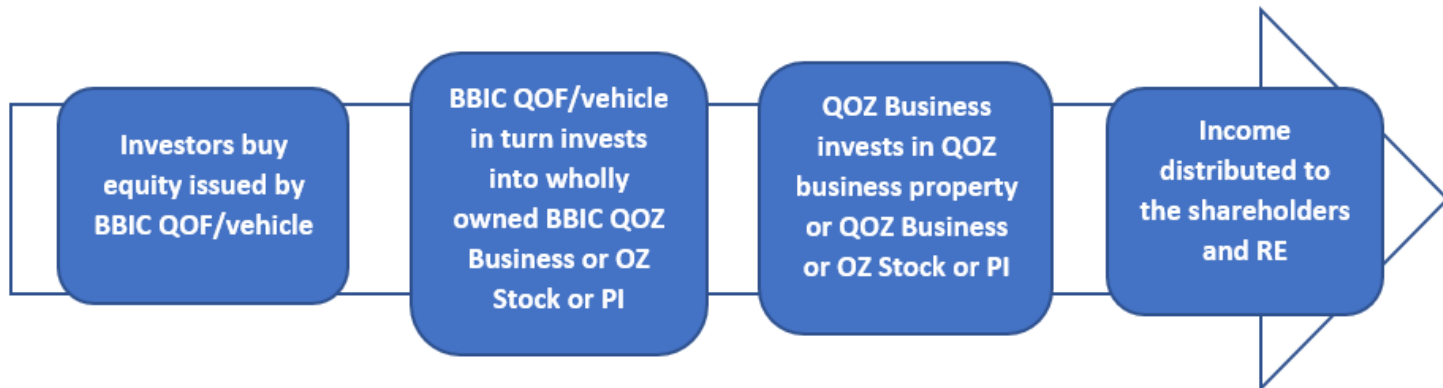 Investors buy
equity issued by
BBIC QOF/vehicle
BBIC QOF/vehicle
in turn invests
into wholly
owned BBIC QOZ
Business or OZ
Stock or PI
QOZ Business
invests in QOZ
business property
or QOZ Business
or OZ Stock or PI
Income
distributed to
the shareholders
and RE